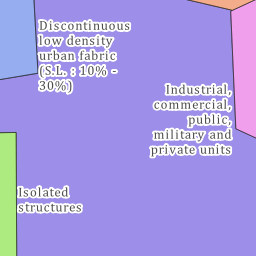 Discontinuous
low density
urban fabric
(S.L. : 10% -
30%)
Industrial,
commercial,
public,
military and
private units
Isolated
structures